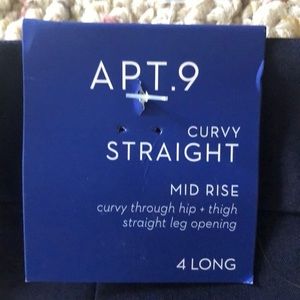 APT.9
CURVY
STRAIGHT
MID RISE
curvy through hip + thigh
straight leg opening
4 LONG